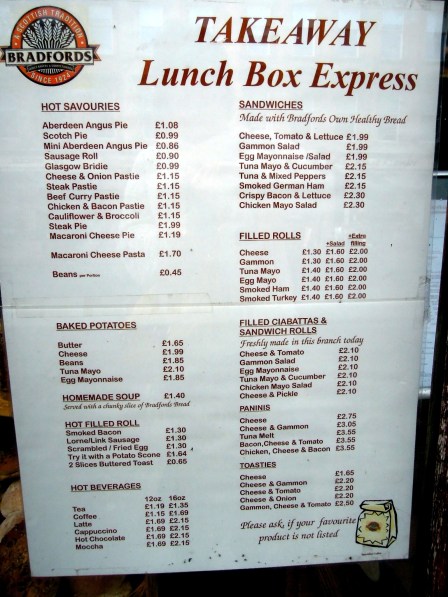 A SCOTTISH TRADITION
BRADFORDS
SINCE 1924
TAKEAWAY
Lunch Box Express
HOT SAVOURIES
Aberdeen Angus Pie £1.08
Scotch Pie £0.99
Mini Aberdeen Angus Pie £0.86
Sausage Roll £0.90
Glasgow Bridie £0.99
Cheese & Onion Pastie £1.15
Steak Pastie £1.15
Beef Curry Pastie £1.15
Chicken & Bacon Pastie £1.15
Cauliflower & Broccoli £1.15
Steak Pie £1.99
Macaroni Cheese Pie £1.19
Macaroni Cheese Pasta £1.70
Beans per Portion £0.45
SANDWICHES
Made with Bradfords Own Healthy Bread
Cheese, Tomato & Lettuce £1.99
Gammon Salad £1.99
Egg Mayonnaise /Salad £1.99
Tuna Mayo & Cucumber £2.15
Tuna & Mixed Peppers £2.15
Smoked German Ham £2.15
Crispy Bacon & Lettuce £2.30
Chicken Mayo Salad £2.30
FILLED ROLLS +Salad +Extra filling
Cheese £1.30 £1.60 £2.00
Gammon £1.30 £1.60 £2.00
Tuna Mayo £1.40 £1.60 £2.00
Egg Mayo £1.40 £1.60 £2.00
Smoked Ham £1.40 £1.60 £2.00
Smoked Turkey £1.40 £1.60 £2.00
BAKED POTATOES
Butter £1.65
Cheese £1.99
Beans £1.85
Tuna Mayo £2.10
Egg Mayonnaise £1.85
HOMEMADE SOUP £1.40
Served with a chunky slice of Bradfords Bread
HOT FILLED ROLL
Smoked Bacon £1.30
Lorne/Link Sausage £1.30
Scrambled / Fried Egg £1.30
Try it with a Potato Scone £1.64
2 Slices Buttered Toast £0.65
HOT BEVERAGES
12oz 16oz
Tea £1.19 £1.35
Coffee £1.15 £1.69
Latte £1.69 £2.15
Cappuccino £1.69 £2.15
Hot Chocolate £1.69 £2.15
Moccha £1.69 £2.15
FILLED CIABATTAS &
SANDWICH ROLLS
Freshly made in this branch today
Cheese & Tomato £2.10
Gammon Salad £2.10
Egg Mayonnaise £2.10
Tuna Mayo & Cucumber £2.10
Chicken Mayo Salad £2.10
Cheese & Pickle £2.10
PANINIS
Cheese £2.75
Cheese & Gammon £3.05
Tuna Melt £3.55
Bacon,Cheese & Tomato £3.55
Chicken, Cheese & Bacon £3.55
TOASTIES
Cheese £1.65
Cheese & Gammon £2.20
Cheese & Tomato £2.20
Cheese & Onion £2.20
Gammon, Cheese & Tomato £2.50
Please ask, if your favourite
product is not listed